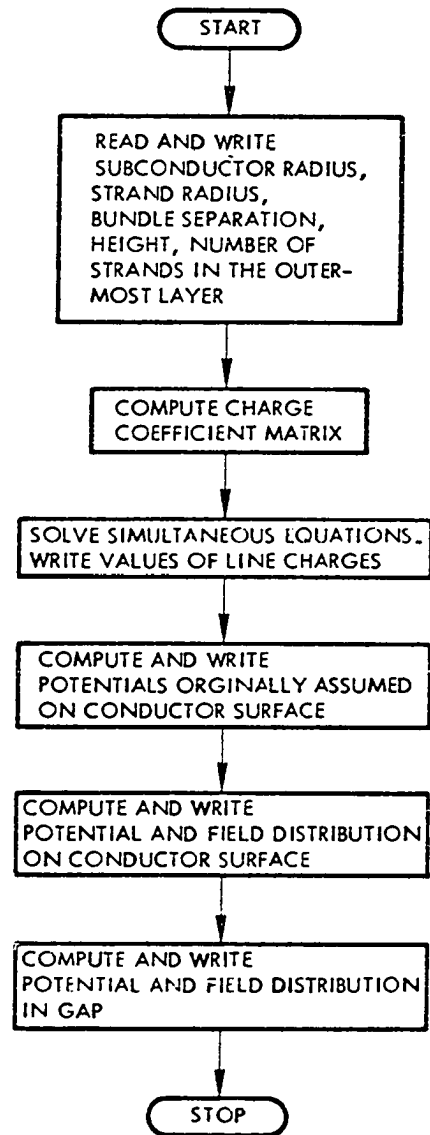 START
READ AND WRITE
SUBCONDUCTOR RADIUS,
STRAND RADIUS,
BUNDLE SEPARATION,
HEIGHT, NUMBER OF
STRANDS IN THE OUTER-
MOST LAYER
COMPUTE CHARGE
COEFFICIENT MATRIX
SOLVE SIMULTANEOUS EQUATIONS.
WRITE VALUES OF LINE CHARGES
COMPUTE AND WRITE
POTENTIALS ORGINALLY ASSUMED
ON CONDUCTOR SURFACE
COMPUTE AND WRITE
POTENTIAL AND FIELD DISTRIBUTION
ON CONDUCTOR SURFACE
COMPUTE AND WRITE
POTENTIAL AND FIELD DISTRIBUTION
IN GAP
STOP